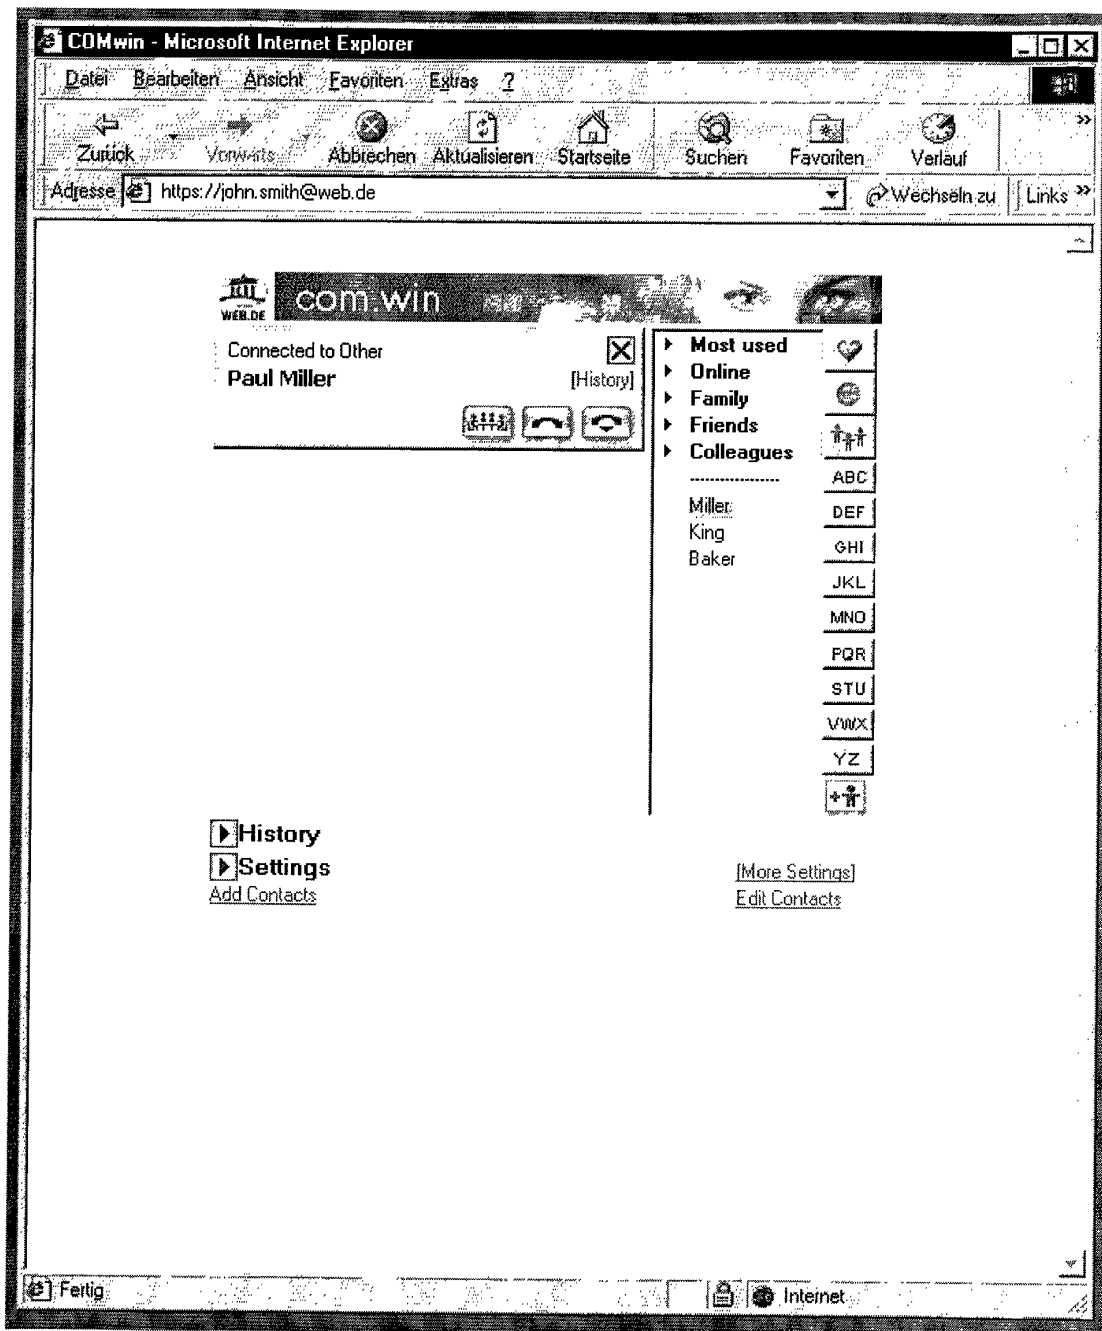 COMwin - Microsoft Internet Explorer
Datei Bearbeiten Ansicht Favoriten Extras ?
Zurück Vorwärts Abbrechen Aktualisieren Startseite Suchen Favoriten Verlauf »
Adresse https://john.smith@web.de Wechseln zu Links »
WEB.DE com.win
Connected to Other
Paul Miller [History]
Most used
Online
Family
Friends
Colleagues
-----------------
Miller
King
Baker
ABC
DEF
GHI
JKL
MNO
PQR
STU
VWX
YZ
+
History
Settings
Add Contacts
[More Settings]
Edit Contacts
Fertig Internet